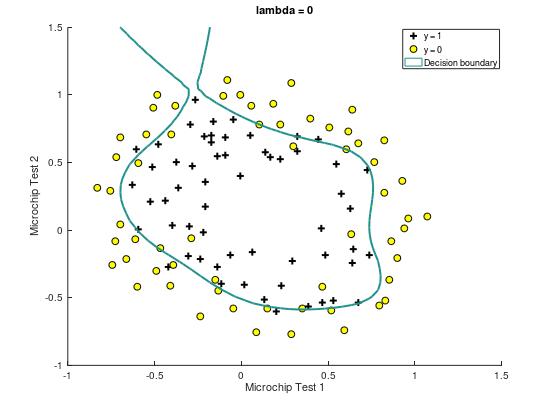 lambda = 0
1.5
y = 1
y = 0
Decision boundary
1
0.5
Microchip Test 2
0
-0.5
-1
-1 -0.5 0 0.5 1 1.5
Microchip Test 1